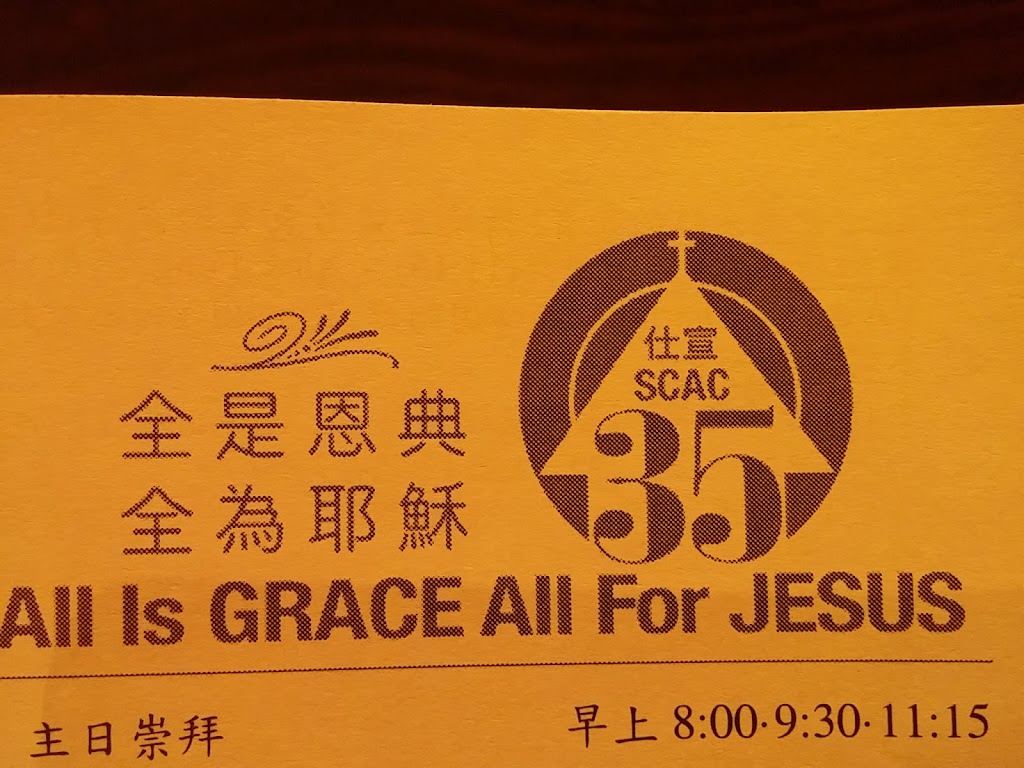 仕宣
SCAC
35
全是恩典
全為耶穌
All Is GRACE All For JESUS
主日崇拜 早上 8:00·9:30·11:15